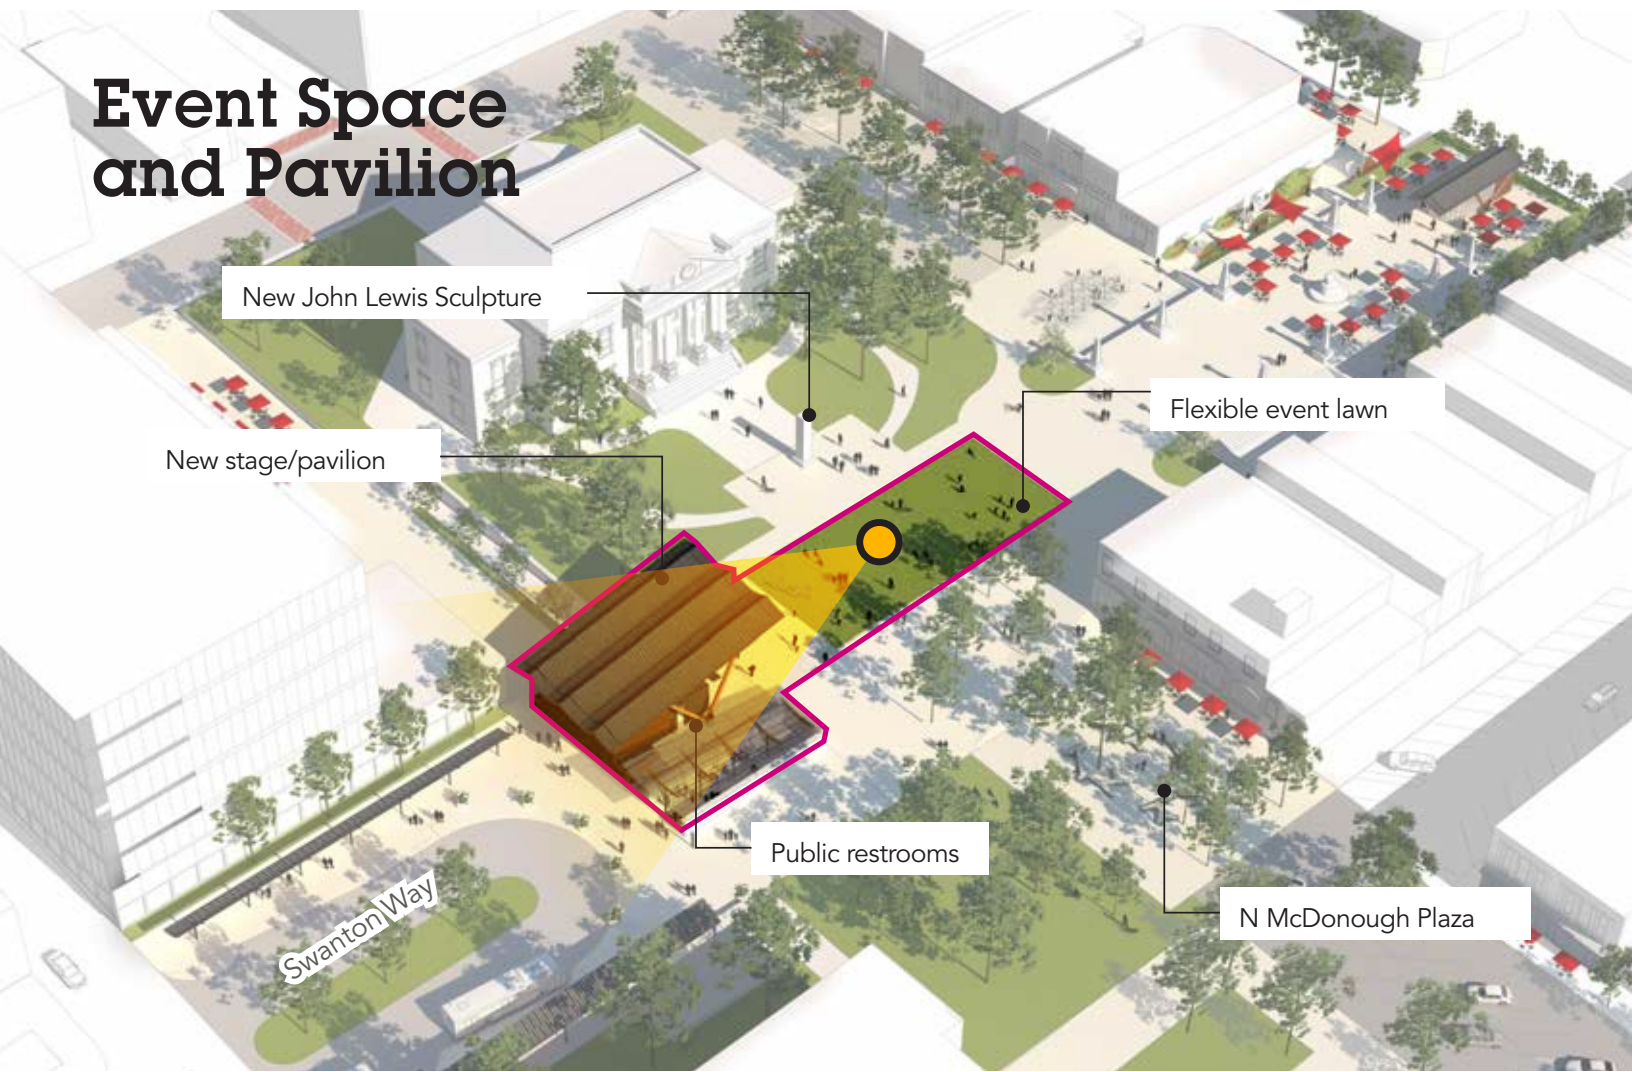 Event Space
and Pavilion
New John Lewis Sculpture
Flexible event lawn
New stage/pavilion
Public restrooms
N McDonough Plaza
Swanton Way